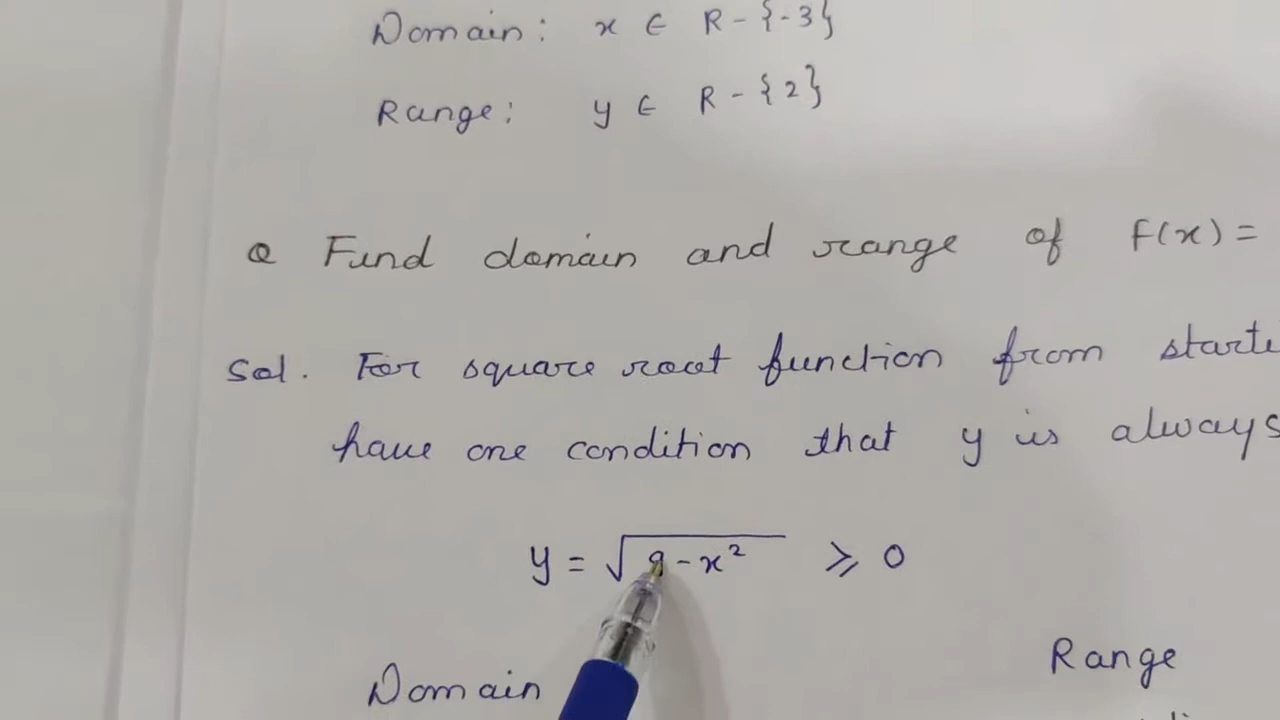 Domain: x ∈ R - {-3}
Range: y ∈ R - {2}
Q Find domain and range of F(x) =
Sol. For square root function from starte
have one condition that y is always
y = √(9 - x²) ≥ 0
Domain
Range